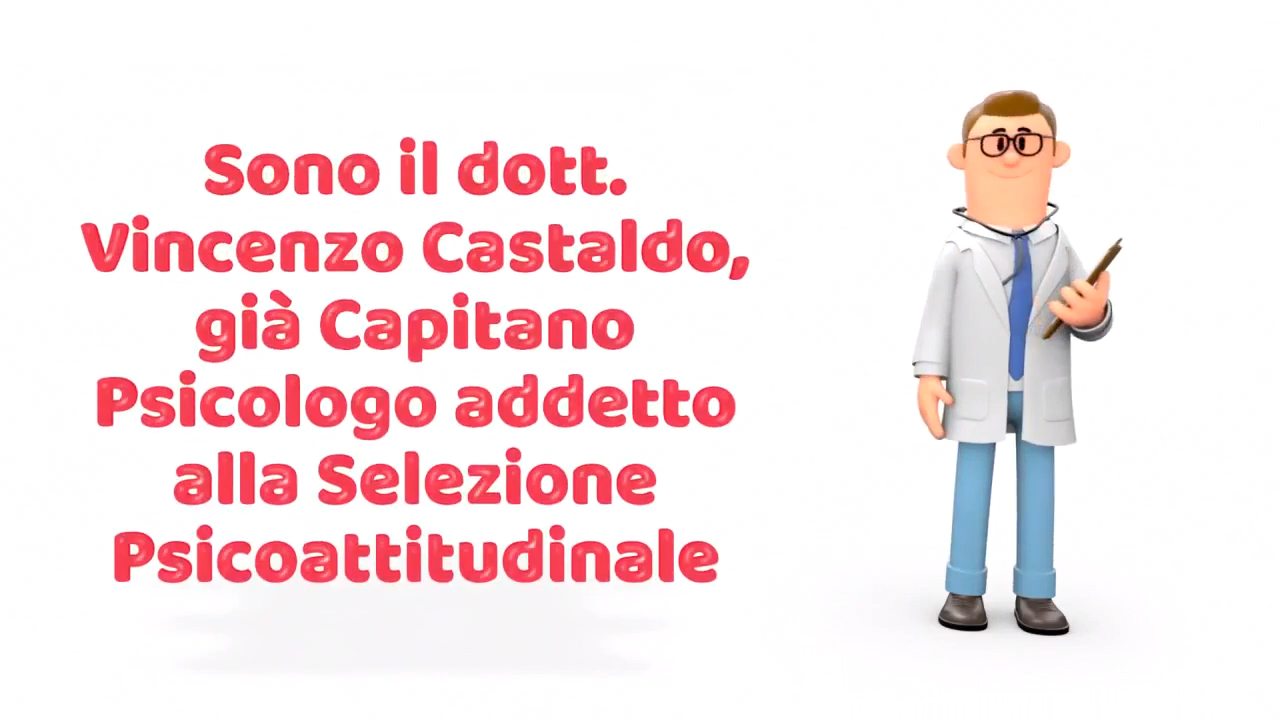 Sono il dott.
Vincenzo Castaldo,
già Capitano
Psicologo addetto
alla Selezione
Psicoattitudinale